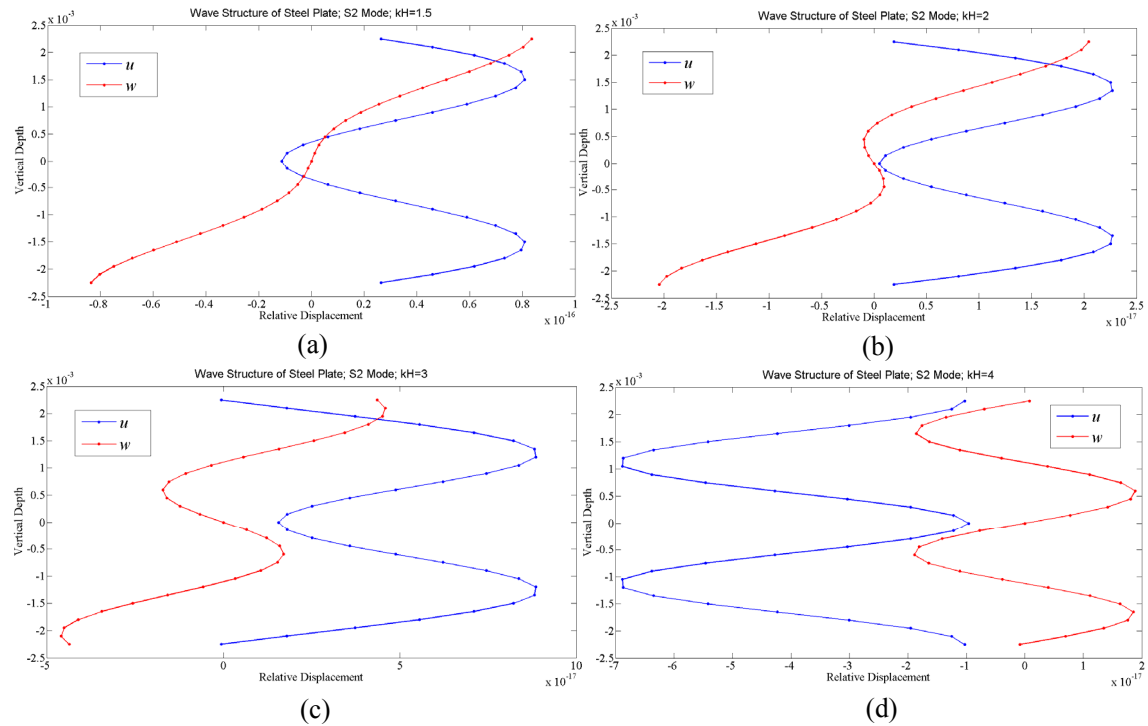 x 10⁻³ Wave Structure of Steel Plate; S2 Mode; kH=1.5
2.5
2
1.5
1
0.5
0
-0.5
-1
-1.5
-2
-2.5
Vertical Depth
u
w
-1 -0.8 -0.6 -0.4 -0.2 0 0.2 0.4 0.6 0.8 1
Relative Displacement
x 10⁻¹⁶
(a)
x 10⁻³ Wave Structure of Steel Plate; S2 Mode; kH=2
2.5
2
1.5
1
0.5
0
-0.5
-1
-1.5
-2
-2.5
Vertical Depth
u
w
-2.5 -2 -1.5 -1 -0.5 0 0.5 1 1.5 2 2.5
Relative Displacement
x 10⁻¹⁷
(b)
x 10⁻³ Wave Structure of Steel Plate; S2 Mode; kH=3
2.5
2
1.5
1
0.5
0
-0.5
-1
-1.5
-2
-2.5
Vertical Depth
u
w
-5 0 5 10
Relative Displacement
x 10⁻¹⁷
(c)
x 10⁻³ Wave Structure of Steel Plate; S2 Mode; kH=4
2.5
2
1.5
1
0.5
0
-0.5
-1
-1.5
-2
-2.5
Vertical Depth
u
w
-7 -6 -5 -4 -3 -2 -1 0 1 2
Relative Displacement
x 10⁻¹⁷
(d)